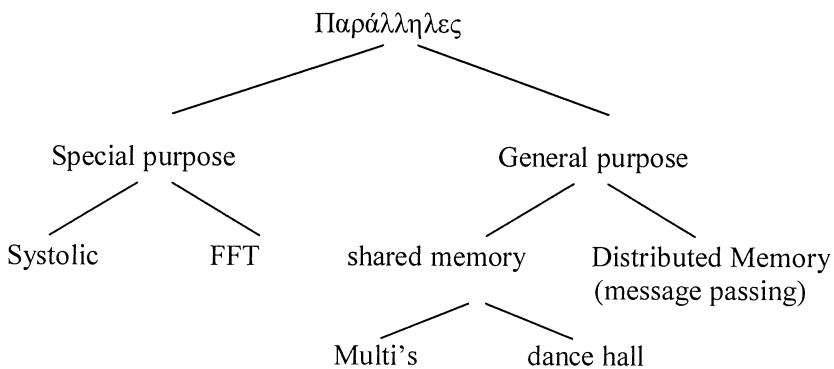 Παράλληλες
Special purpose
General purpose
Systolic
FFT
shared memory
Distributed Memory
(message passing)
Multi's
dance hall